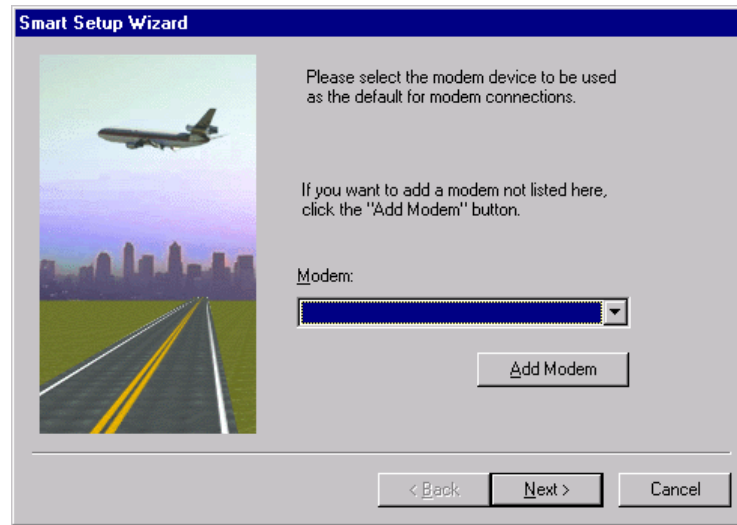 Smart Setup Wizard
Please select the modem device to be used
as the default for modem connections.
If you want to add a modem not listed here,
click the "Add Modem" button.
Modem:
Add Modem
< Back
Next >
Cancel